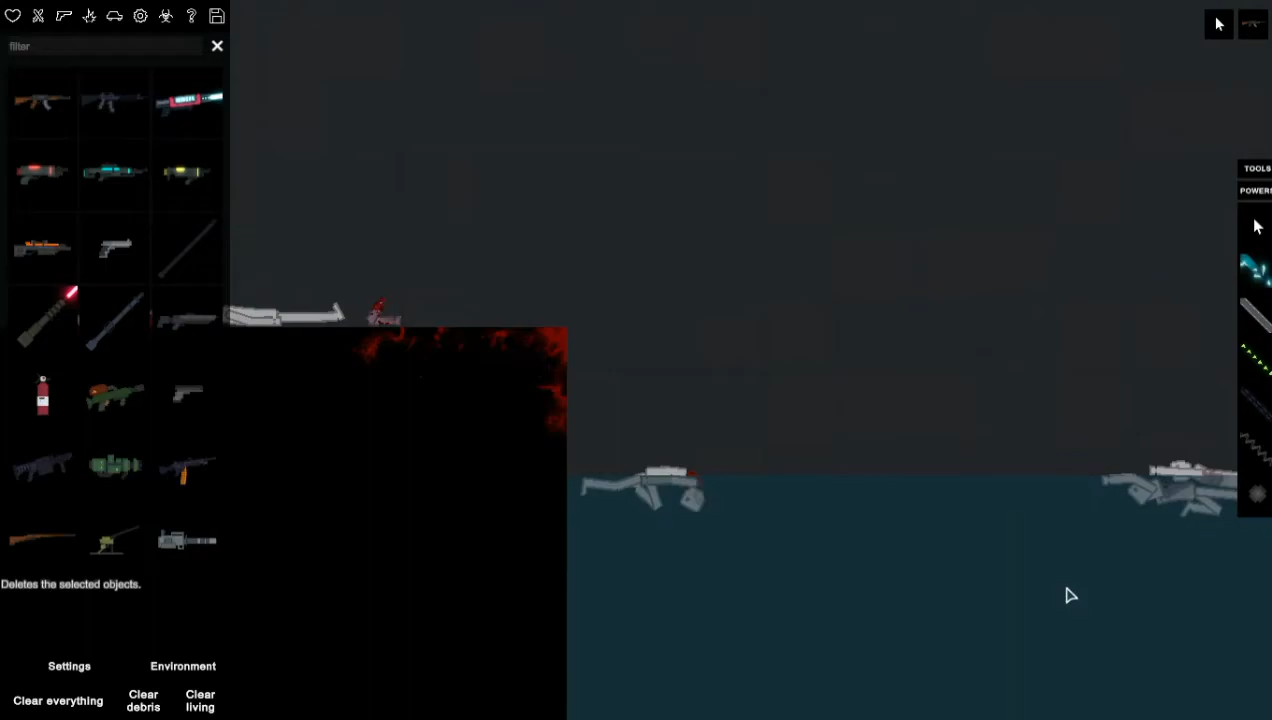 filter
TOOLS
POWERS
Deletes the selected objects.
Settings
Environment
Clear everything
Clear
debris
Clear
living